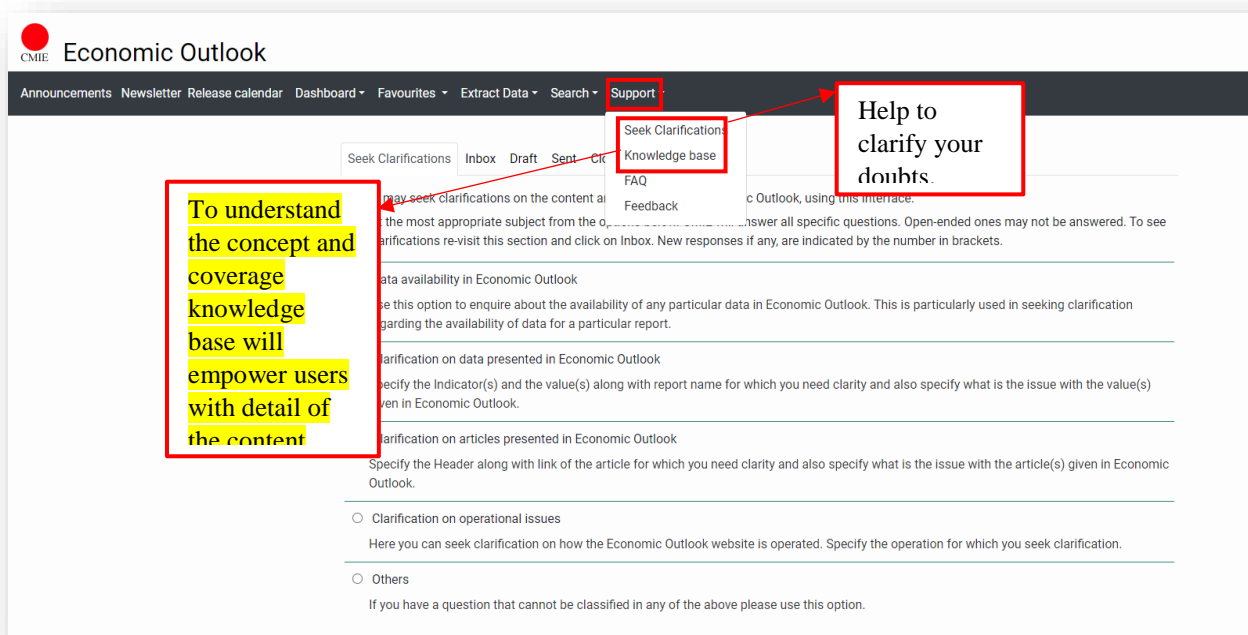 CMIE Economic Outlook
Announcements Newsletter Release calendar Dashboard Favourites Extract Data Search Support
Help to
clarify your
doubts.
Seek Clarifications
Knowledge base
FAQ
Feedback
Seek Clarifications Inbox Draft Sent
To understand
the concept and
coverage
knowledge
base will
empower users
with detail of
the content
may seek clarifications on the content c Outlook, using this interface.
the most appropriate subject from the answer all specific questions. Open-ended ones may not be answered. To see
clarifications re-visit this section and click on Inbox. New responses if any, are indicated by the number in brackets.
ata availability in Economic Outlook
se this option to enquire about the availability of any particular data in Economic Outlook. This is particularly used in seeking clarification
garding the availability of data for a particular report.
larification on data presented in Economic Outlook
pecify the Indicator(s) and the value(s) along with report name for which you need clarity and also specify what is the issue with the value(s)
ven in Economic Outlook.
larification on articles presented in Economic Outlook
Specify the Header along with link of the article for which you need clarity and also specify what is the issue with the article(s) given in Economic
Outlook.
Clarification on operational issues
Here you can seek clarification on how the Economic Outlook website is operated. Specify the operation for which you seek clarification.
Others
If you have a question that cannot be classified in any of the above please use this option.